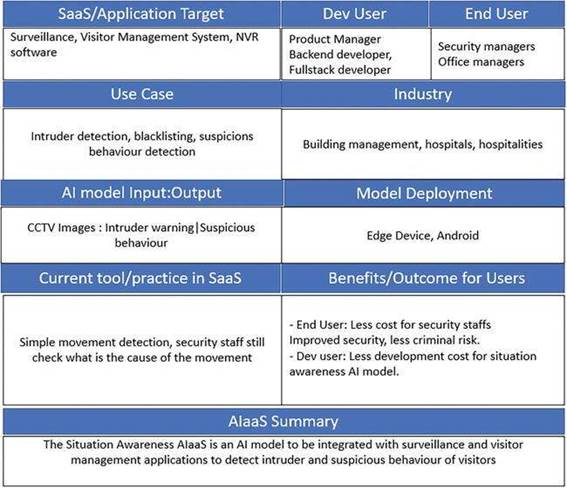 SaaS/Application Target
Dev User
End User
Surveillance, Visitor Management System, NVR
software
Product Manager
Backend developer,
Fullstack developer
Security managers
Office managers
Use Case
Industry
Intruder detection, blacklisting, suspicions
behaviour detection
Building management, hospitals, hospitalities
AI model Input:Output
Model Deployment
CCTV Images : Intruder warning|Suspicious
behaviour
Edge Device, Android
Current tool/practice in SaaS
Benefits/Outcome for Users
Simple movement detection, security staff still
check what is the cause of the movement
- End User: Less cost for security staffs
Improved security, less criminal risk.
- Dev user: Less development cost for situation
awareness AI model.
AIaaS Summary
The Situation Awareness AIaaS is an AI model to be integrated with surveillance and visitor
management applications to detect intruder and suspicious behaviour of visitors